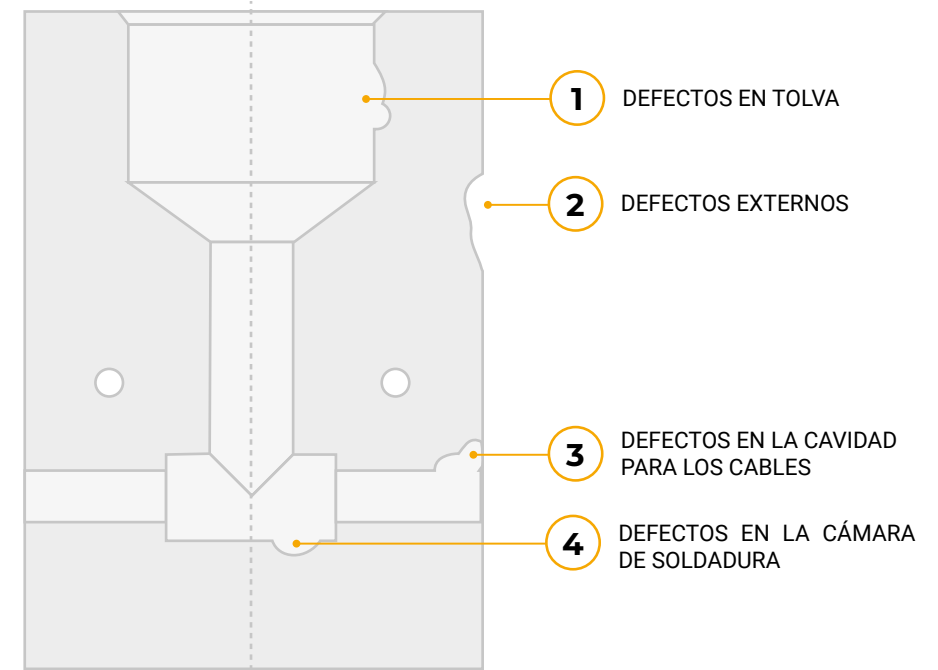 1 DEFECTOS EN TOLVA
2 DEFECTOS EXTERNOS
3 DEFECTOS EN LA CAVIDAD
PARA LOS CABLES
4 DEFECTOS EN LA CÁMARA
DE SOLDADURA